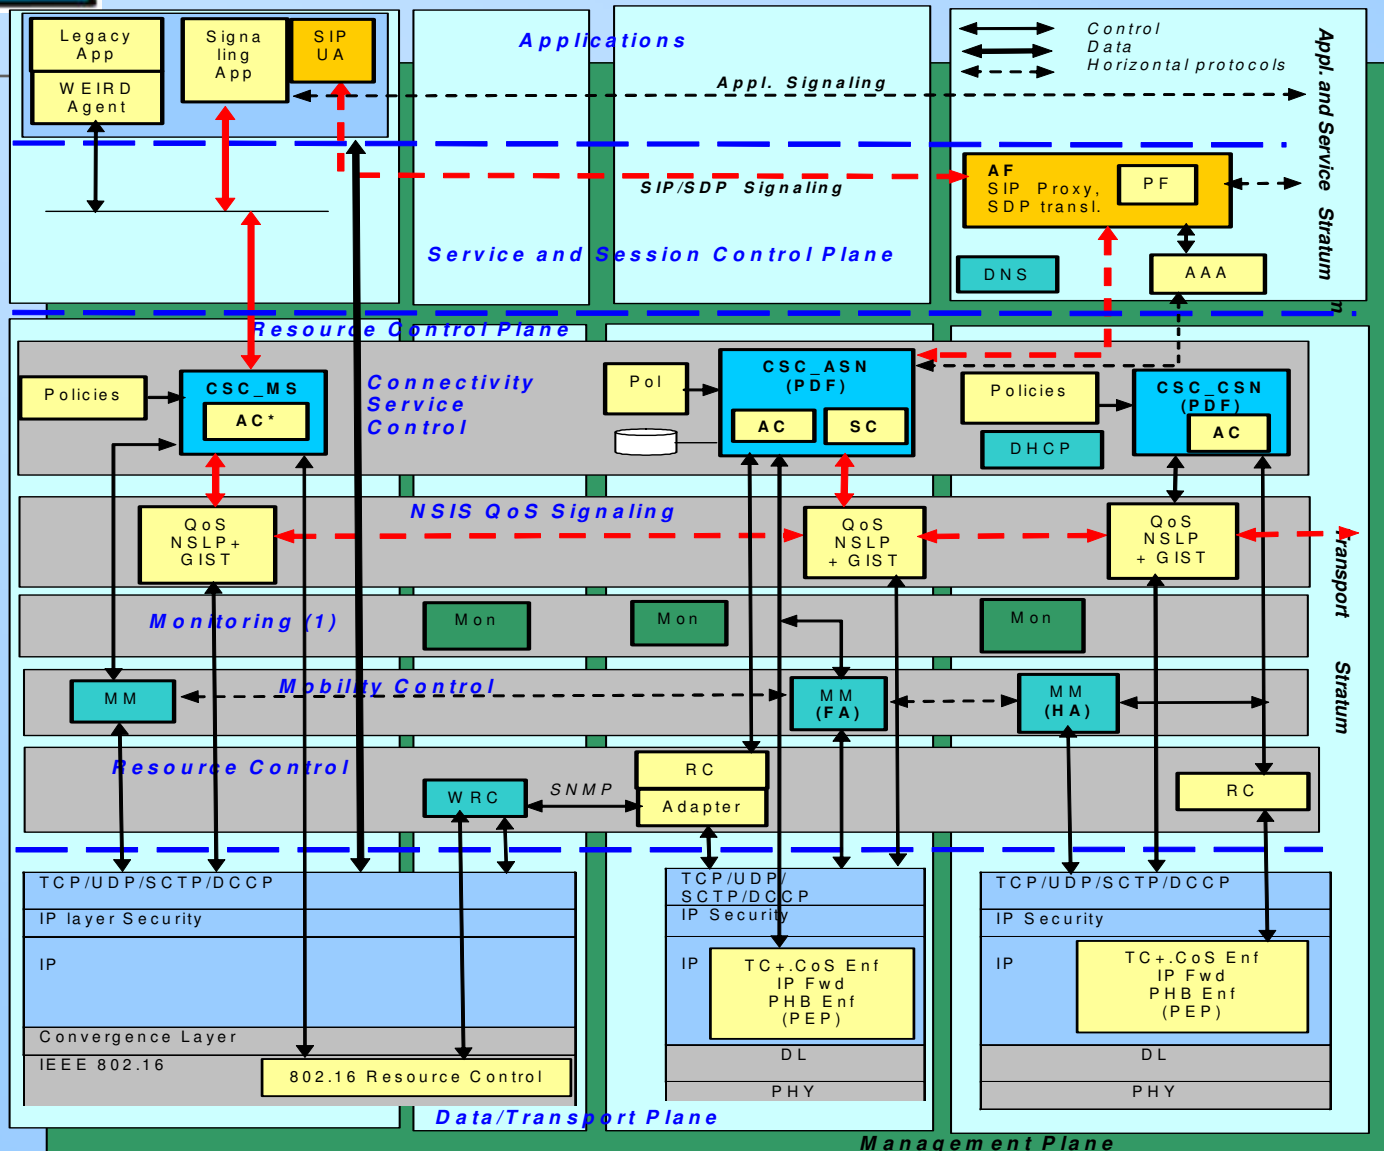 Legacy
App
WEIRD
Agent
Signa
ling
App
SIP
UA
Applications
Control
Data
Horizontal protocols
Appl. Signaling
Appl. and Service Stratum
SIP/SDP Signaling
AF
SIP Proxy,
SDP transl.
PF
Service and Session Control Plane
DNS
AAA
m
Resource Control Plane
Policies
CSC_MS
AC*
Connectivity
Service
Control
Pol
CSC_ASN
(PDF)
AC
SC
Policies
DHCP
CSC_CSN
(PDF)
AC
NSIS QoS Signaling
QoS
NSLP+
GIST
QoS
NSLP
+ GIST
QoS
NSLP
+ GIST
Transport Stratum
Monitoring (1)
Mon
Mon
Mon
Mobility Control
MM
MM
(FA)
MM
(HA)
Resource Control
WRC
SNMP
RC
Adapter
RC
TCP/UDP/SCTP/DCCP
IP layer Security
IP
Convergence Layer
IEEE 802.16
802.16 Resource Control
TCP/UDP/
SCTP/DCCP
IP Security
IP
TC+.CoS Enf
IP Fwd
PHB Enf
(PEP)
DL
PHY
TCP/UDP/SCTP/DCCP
IP Security
IP
TC+.CoS Enf
IP Fwd
PHB Enf
(PEP)
DL
PHY
Data/Transport Plane
Management Plane